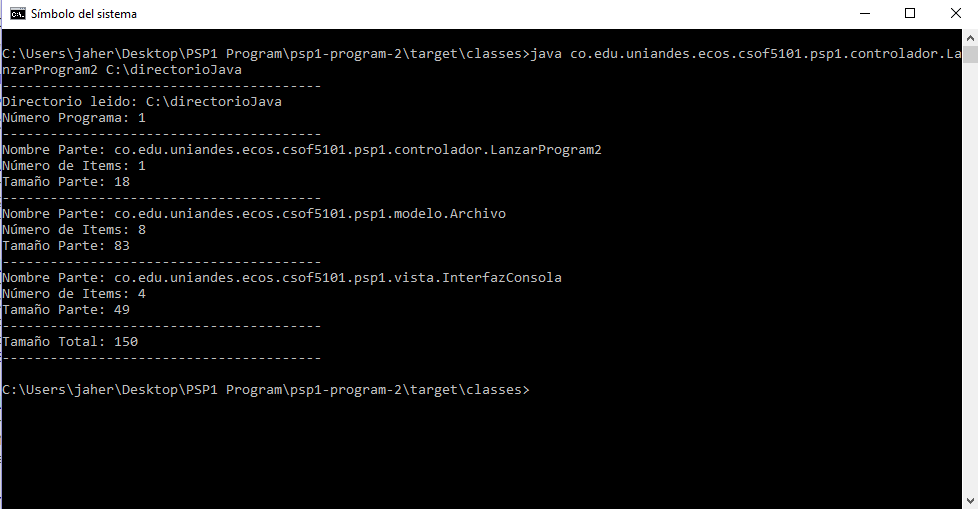 Símbolo del sistema
C:\Users\jaher\Desktop\PSP1 Program\psp1-program-2\target\classes>java co.edu.uniandes.ecos.csof5101.psp1.controlador.La
nzarProgram2 C:\directorioJava
----------------------------------------
Directorio leido: C:\directorioJava
Número Programa: 1
----------------------------------------
Nombre Parte: co.edu.uniandes.ecos.csof5101.psp1.controlador.LanzarProgram2
Número de Items: 1
Tamaño Parte: 18
----------------------------------------
Nombre Parte: co.edu.uniandes.ecos.csof5101.psp1.modelo.Archivo
Número de Items: 8
Tamaño Parte: 83
----------------------------------------
Nombre Parte: co.edu.uniandes.ecos.csof5101.psp1.vista.InterfazConsola
Número de Items: 4
Tamaño Parte: 49
----------------------------------------
Tamaño Total: 150
----------------------------------------
C:\Users\jaher\Desktop\PSP1 Program\psp1-program-2\target\classes>